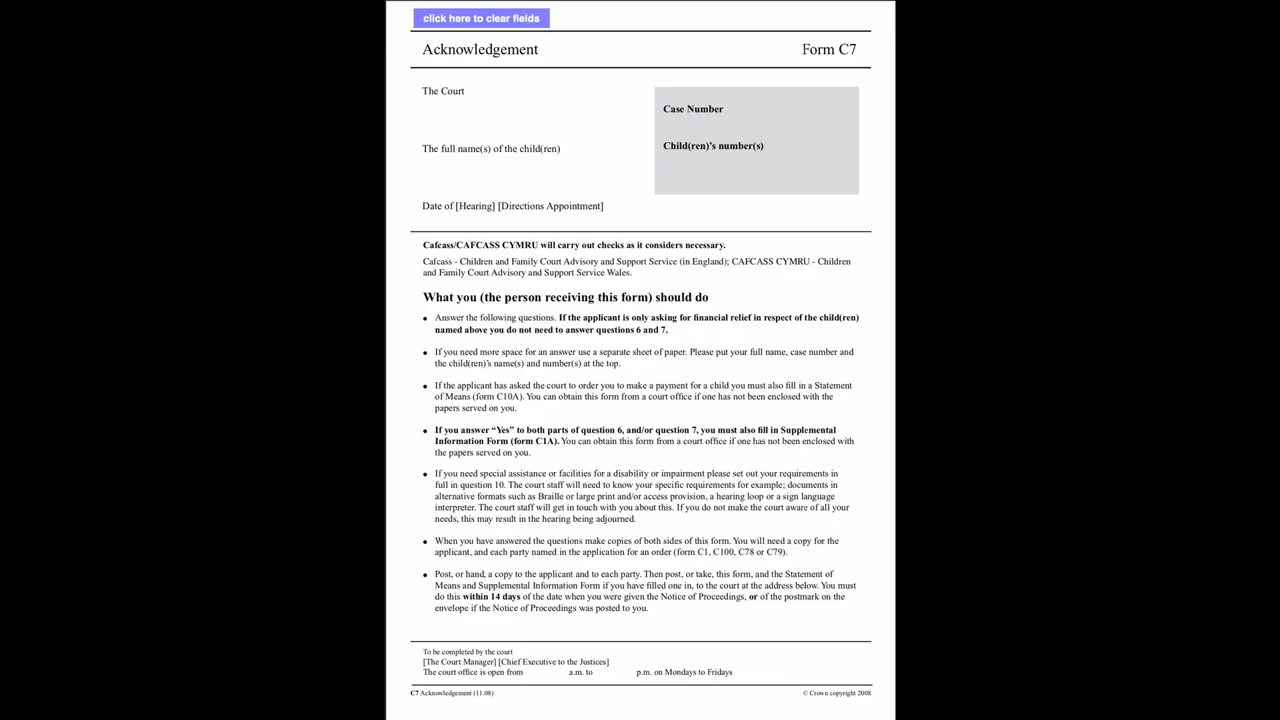 click here to clear fields
Acknowledgement Form C7
The Court
Case Number
Child(ren)’s number(s)
The full name(s) of the child(ren)
Date of [Hearing] [Directions Appointment]
Cafcass/CAFCASS CYMRU will carry out checks as it considers necessary.
Cafcass - Children and Family Court Advisory and Support Service (in England); CAFCASS CYMRU - Children
and Family Court Advisory and Support Service Wales.
What you (the person receiving this form) should do
• Answer the following questions. If the applicant is only asking for financial relief in respect of the child(ren)
named above you do not need to answer questions 6 and 7.
• If you need more space for an answer use a separate sheet of paper. Please put your full name, case number and
the child(ren)’s name(s) and number(s) at the top.
• If the applicant has asked the court to order you to make a payment for a child you must also fill in a Statement
of Means (form C10A). You can obtain this form from a court office if one has not been enclosed with the
papers served on you.
• If you answer “Yes” to both parts of question 6, and/or question 7, you must also fill in Supplemental
Information Form (form C1A). You can obtain this form from a court office if one has not been enclosed with
the papers served on you.
• If you need special assistance or facilities for a disability or impairment please set out your requirements in
full in question 10. The court staff will need to know your specific requirements for example; documents in
alternative formats such as Braille or large print and/or access provision, a hearing loop or a sign language
interpreter. The court staff will get in touch with you about this. If you do not make the court aware of all your
needs, this may result in the hearing being adjourned.
• When you have answered the questions make copies of both sides of this form. You will need a copy for the
applicant, and each party named in the application for an order (form C1, C100, C78 or C79).
• Post, or hand, a copy to the applicant and to each party. Then post, or take, this form, and the Statement of
Means and Supplemental Information Form if you have filled one in, to the court at the address below. You must
do this within 14 days of the date when you were given the Notice of Proceedings, or of the postmark on the
envelope if the Notice of Proceedings was posted to you.
To be completed by the court
[The Court Manager] [Chief Executive to the Justices]
The court office is open from a.m. to p.m. on Mondays to Fridays
C7 Acknowledgement (11.08) © Crown copyright 2008